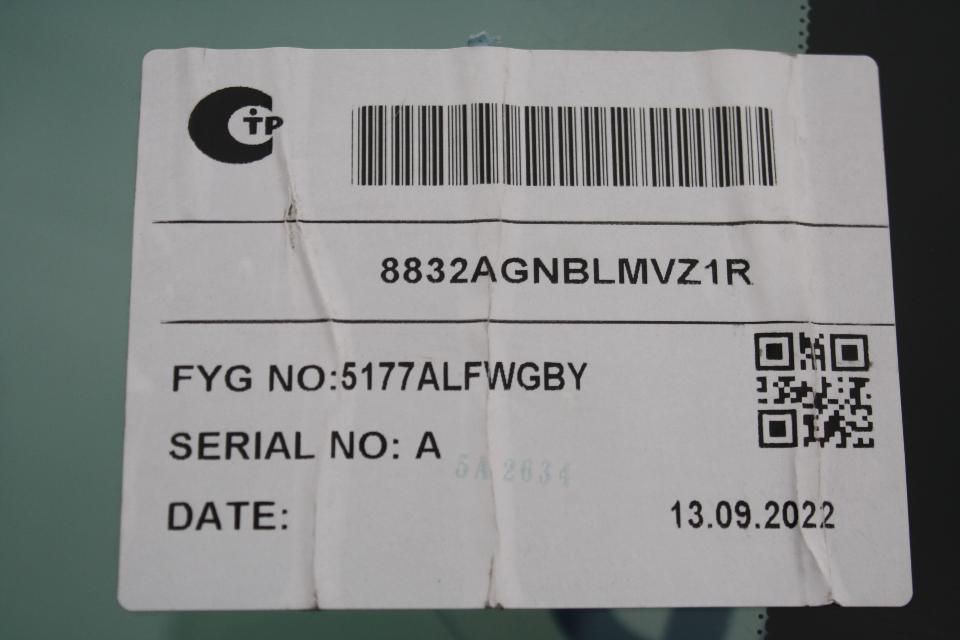 TP
8832AGNBLMVZ1R
FYG NO:5177ALFWGBY
SERIAL NO: A
5A 2634
DATE: 13.09.2022